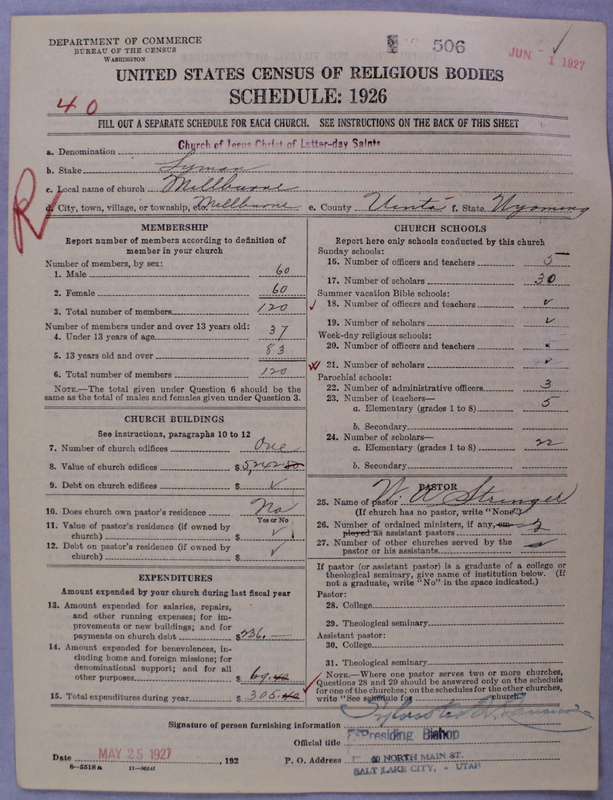 DEPARTMENT OF COMMERCE
BUREAU OF THE CENSUS
WASHINGTON
506
JUN - 1 1927
UNITED STATES CENSUS OF RELIGIOUS BODIES
SCHEDULE: 1926
40
FILL OUT A SEPARATE SCHEDULE FOR EACH CHURCH. SEE INSTRUCTIONS ON THE BACK OF THIS SHEET
a. Denomination Church of Jesus Christ of Latter-day Saints
b. Stake Lyman
c. Local name of church Millburne
R
d. City, town, village, or township, etc. Millburne e. County Uinta f. State Wyoming
MEMBERSHIP
Report number of members according to definition of
member in your church
Number of members, by sex:
1. Male 60
2. Female 60
3. Total number of members 120
Number of members under and over 13 years old:
4. Under 13 years of age 37
5. 13 years old and over 83
6. Total number of members 120
NOTE.—The total given under Question 6 should be the
same as the total of males and females given under Question 3.
CHURCH BUILDINGS
See instructions, paragraphs 10 to 12
7. Number of church edifices One
8. Value of church edifices $5,242
9. Debt on church edifices $ ✓
10. Does church own pastor's residence No
Yes or No
11. Value of pastor's residence (if owned by
church) $ ✓
12. Debt on pastor's residence (if owned by
church) $ ✓
EXPENDITURES
Amount expended by your church during last fiscal year
13. Amount expended for salaries, repairs,
and other running expenses; for im-
provements or new buildings; and for
payments on church debt $236.—
14. Amount expended for benevolences, in-
cluding home and foreign missions; for
denominational support; and for all
other purposes 69.40
15. Total expenditures during year 305.40
CHURCH SCHOOLS
Report here only schools conducted by this church
Sunday schools:
16. Number of officers and teachers 5
17. Number of scholars 30
Summer vacation Bible schools:
18. Number of officers and teachers ✓
19. Number of scholars ✓
Week-day religious schools:
20. Number of officers and teachers
21. Number of scholars ✓
Parochial schools:
22. Number of administrative officers 3
23. Number of teachers—
a. Elementary (grades 1 to 8) 5
b. Secondary
24. Number of scholars—
a. Elementary (grades 1 to 8) 22
b. Secondary
PASTOR
25. Name of pastor W A Stringer
(If church has no pastor, write "None")
26. Number of ordained ministers, if any, em-
ployed as assistant pastors 2
27. Number of other churches served by the
pastor or his assistants
If pastor (or assistant pastor) is a graduate of a college or
theological seminary, give name of institution below. (If
not a graduate, write "No" in the space indicated.)
Pastor:
28. College
29. Theological seminary
Assistant pastor:
30. College
31. Theological seminary
NOTE.—Where one pastor serves two or more churches,
Questions 28 and 29 should be answered only on the schedule
for one of the churches; on the schedules for the other churches,
write "See schedule for church."
Signature of person furnishing information
Official title Presiding Bishop
Date MAY 25 1927, 192 P. O. Address 40 NORTH MAIN ST.
SALT LAKE CITY, - UTAH
8-5518 a